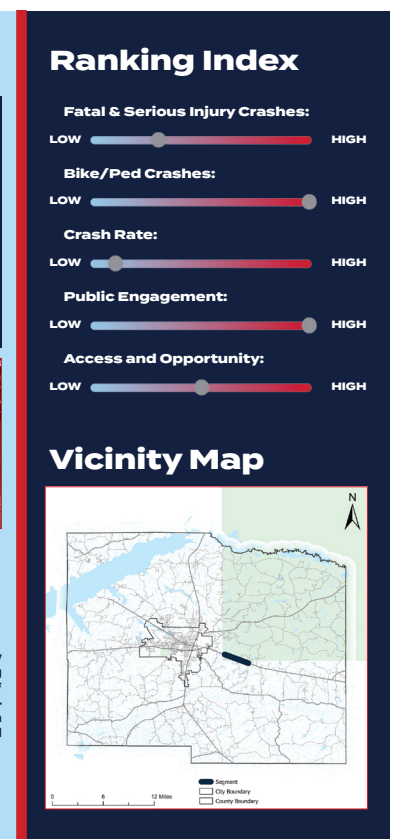 Ranking Index
Fatal & Serious Injury Crashes:
LOW HIGH
Bike/Ped Crashes:
LOW HIGH
Crash Rate:
LOW HIGH
Public Engagement:
LOW HIGH
Access and Opportunity:
LOW HIGH
Vicinity Map
N
Segment
City Boundary
County Boundary
0 6 12 Miles